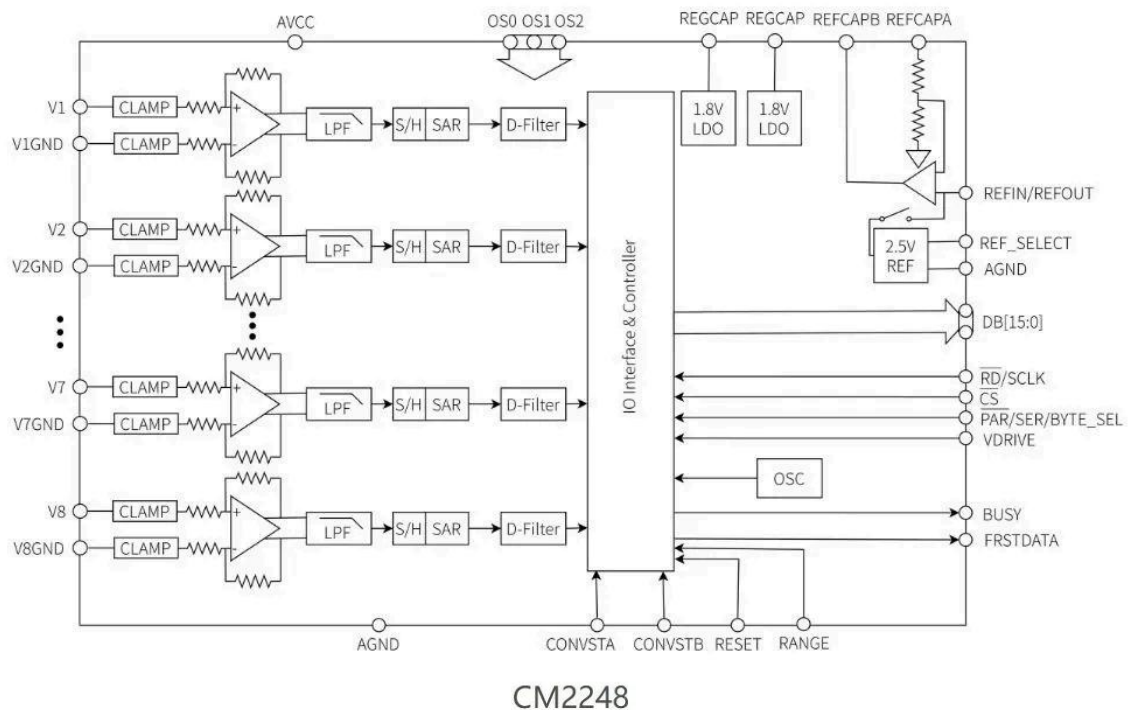 AVCC
OS0 OS1 OS2
REGCAP REGCAP REFCAPB REFCAPA
V1
CLAMP
+
V1GND
CLAMP
-
LPF
S/H SAR
D-Filter
1.8V
LDO
1.8V
LDO
V2
CLAMP
+
V2GND
CLAMP
-
LPF
S/H SAR
D-Filter
REFIN/REFOUT
2.5V
REF
REF_SELECT
AGND
IO Interface & Controller
DB[15:0]
V7
CLAMP
+
V7GND
CLAMP
-
LPF
S/H SAR
D-Filter
RD/SCLK
CS
PAR/SER/BYTE_SEL
VDRIVE
OSC
V8
CLAMP
+
V8GND
CLAMP
-
LPF
S/H SAR
D-Filter
BUSY
FRSTDATA
AGND
CONVSTA CONVSTB RESET RANGE
CM2248